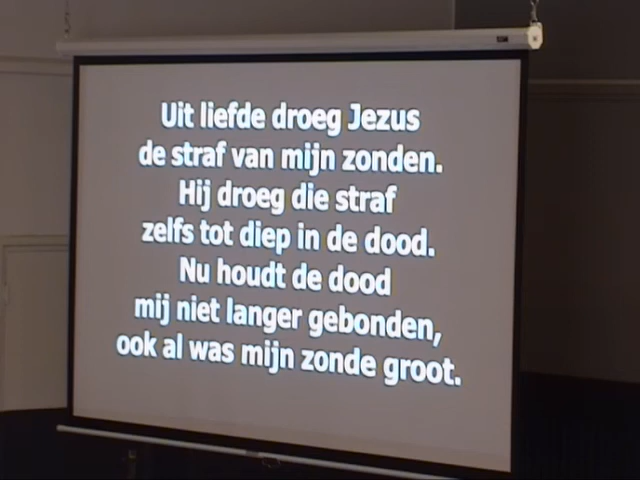 Uit liefde droeg Jezus
de straf van mijn zonden.
Hij droeg die straf
zelfs tot diep in de dood.
Nu houdt de dood
mij niet langer gebonden,
ook al was mijn zonde groot.